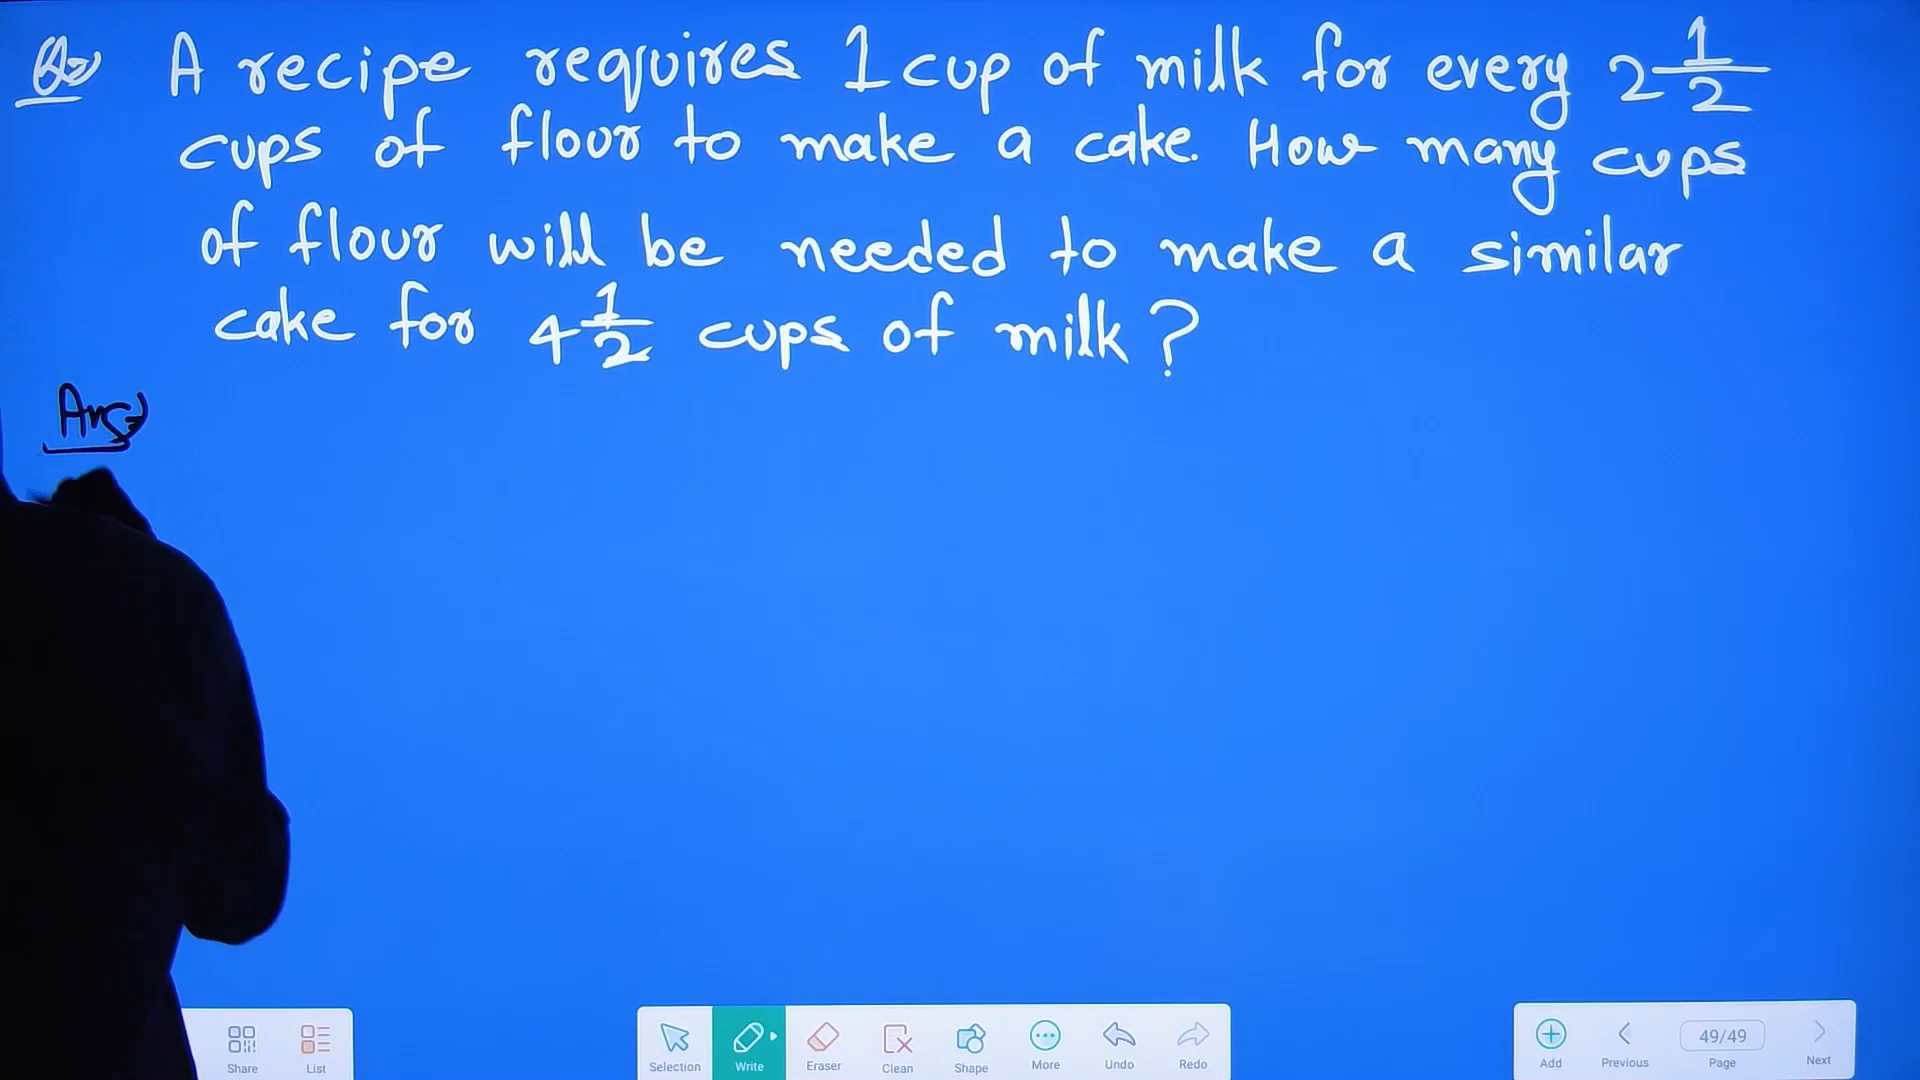 Q⇒ A recipe requires 1 cup of milk for every 2 1/2
cups of flour to make a cake. How many cups
of flour will be needed to make a similar
cake for 4 1/2 cups of milk?
Ans⇒
Share List Selection Write Eraser Clean Shape More Undo Redo Add Previous 49/49 Page Next